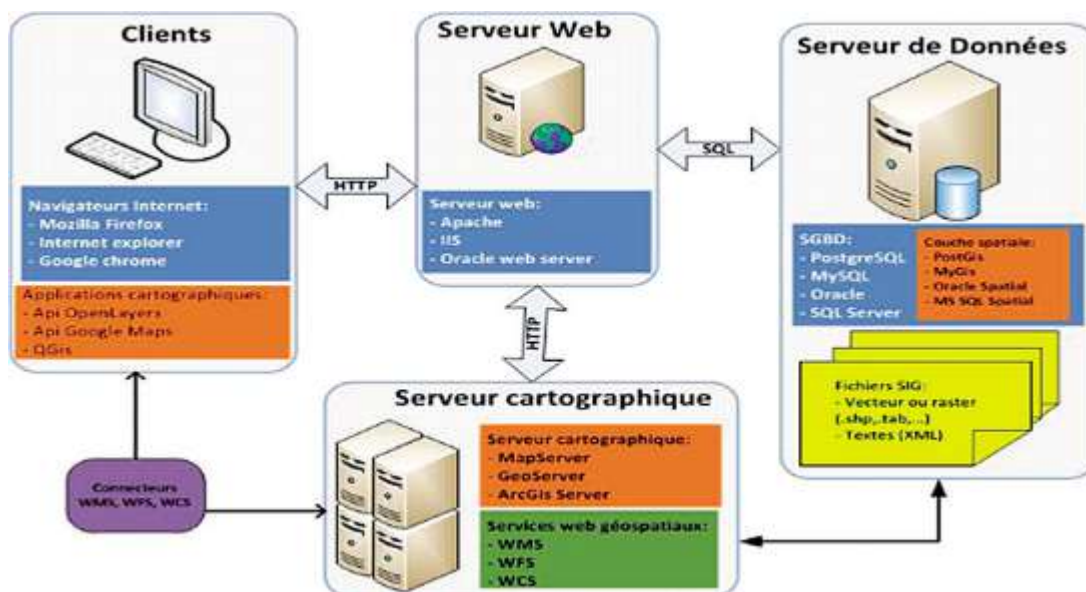 Clients
Navigateurs Internet:
- Mozilla Firefox
- Internet explorer
- Google chrome
Applications cartographiques:
- Api OpenLayers
- Api Google Maps
- QGis
HTTP
Serveur Web
Serveur web:
- Apache
- IIS
- Oracle web server
SQL
Serveur de Données
SGBD:
- PostgreSQL
- MySQL
- Oracle
- SQL Server
Couche spatiale:
- PostGis
- MyGis
- Oracle Spatial
- MS SQL Spatial
Fichiers SIG:
- Vecteur ou raster
(.shp,.tab,...)
- Textes (XML)
HTTP
Serveur cartographique
Serveur cartographique:
- MapServer
- GeoServer
- ArcGis Server
Services web géospatiaux:
- WMS
- WFS
- WCS
Connecteurs
WMS, WFS, WCS